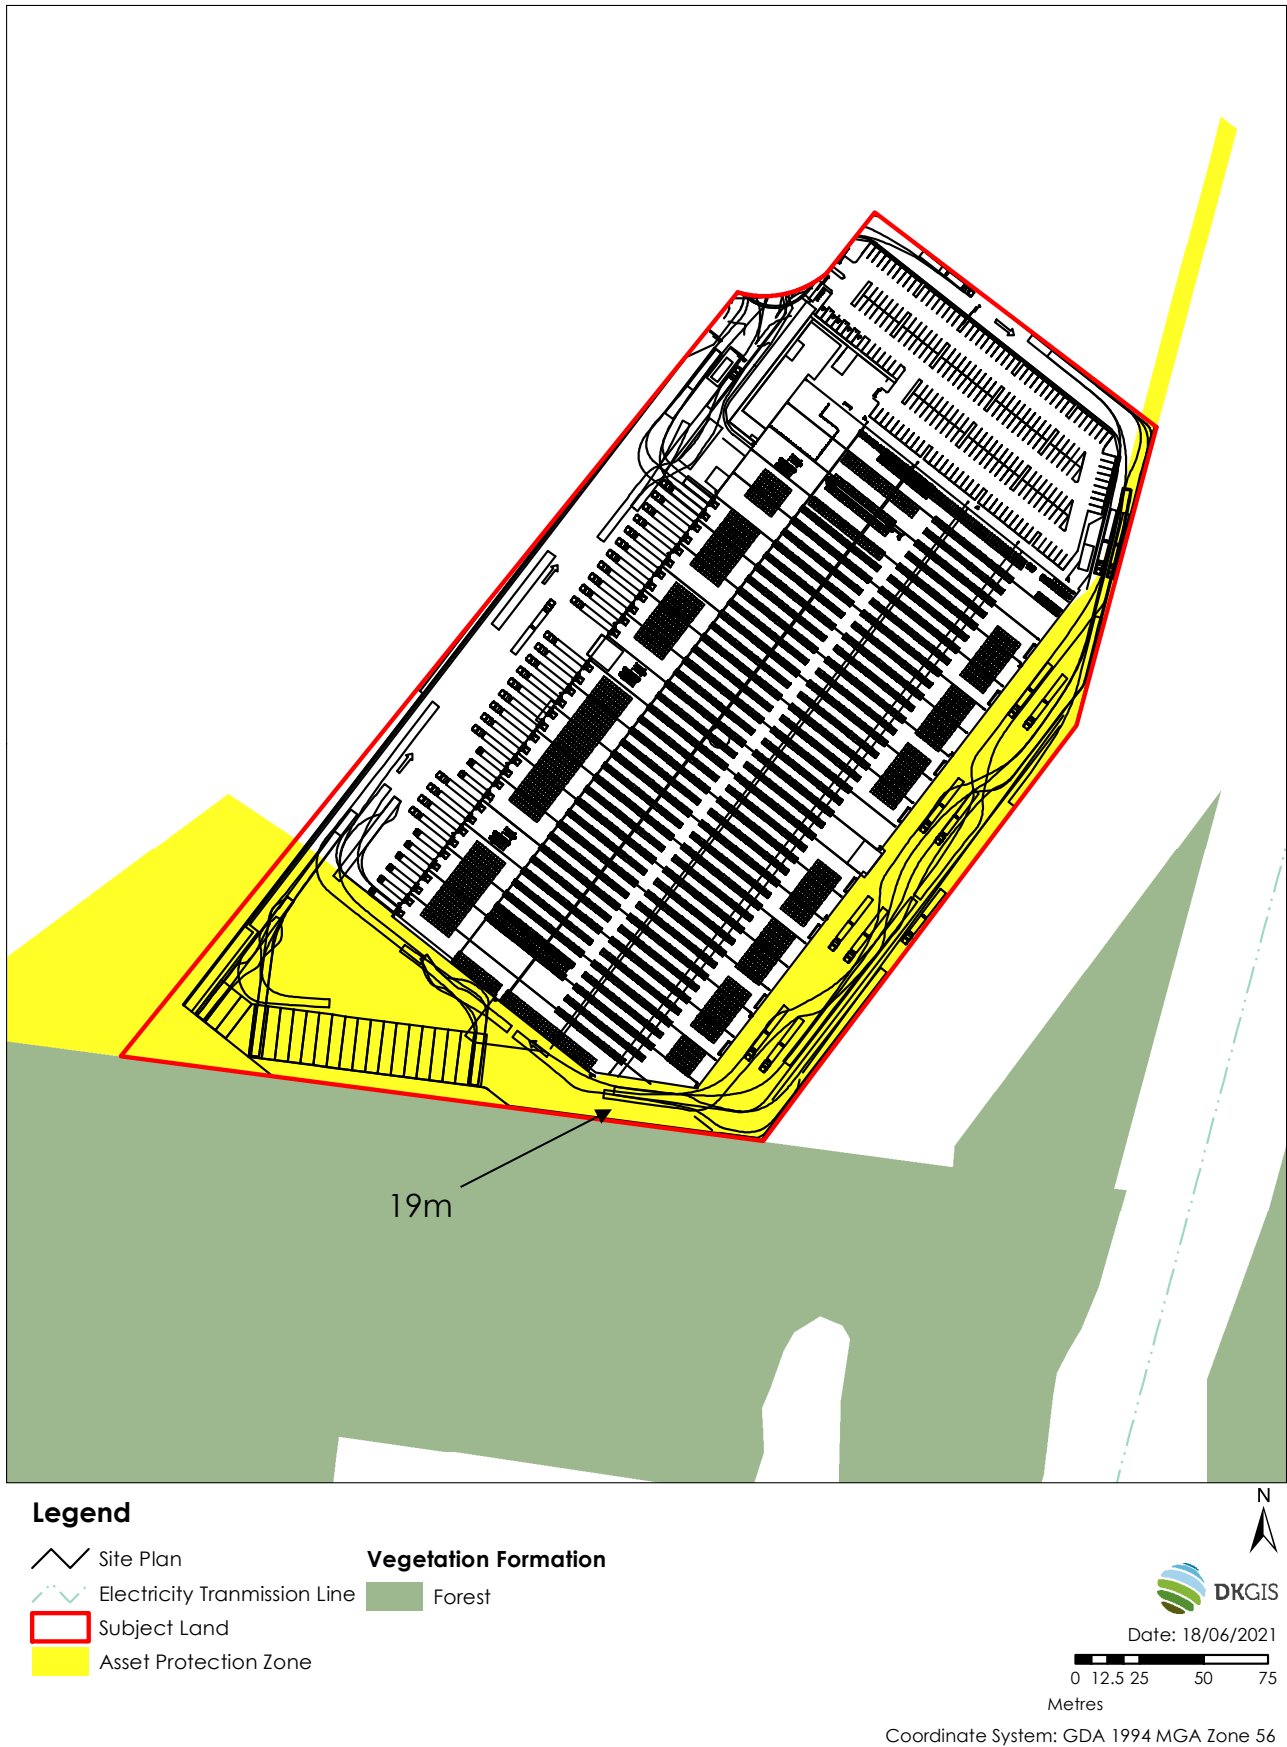 19m
Legend
Site Plan
Electricity Tranmission Line
Subject Land
Asset Protection Zone
Vegetation Formation
Forest
N
DKGIS
Date: 18/06/2021
0 12.5 25 50 75
Metres
Coordinate System: GDA 1994 MGA Zone 56